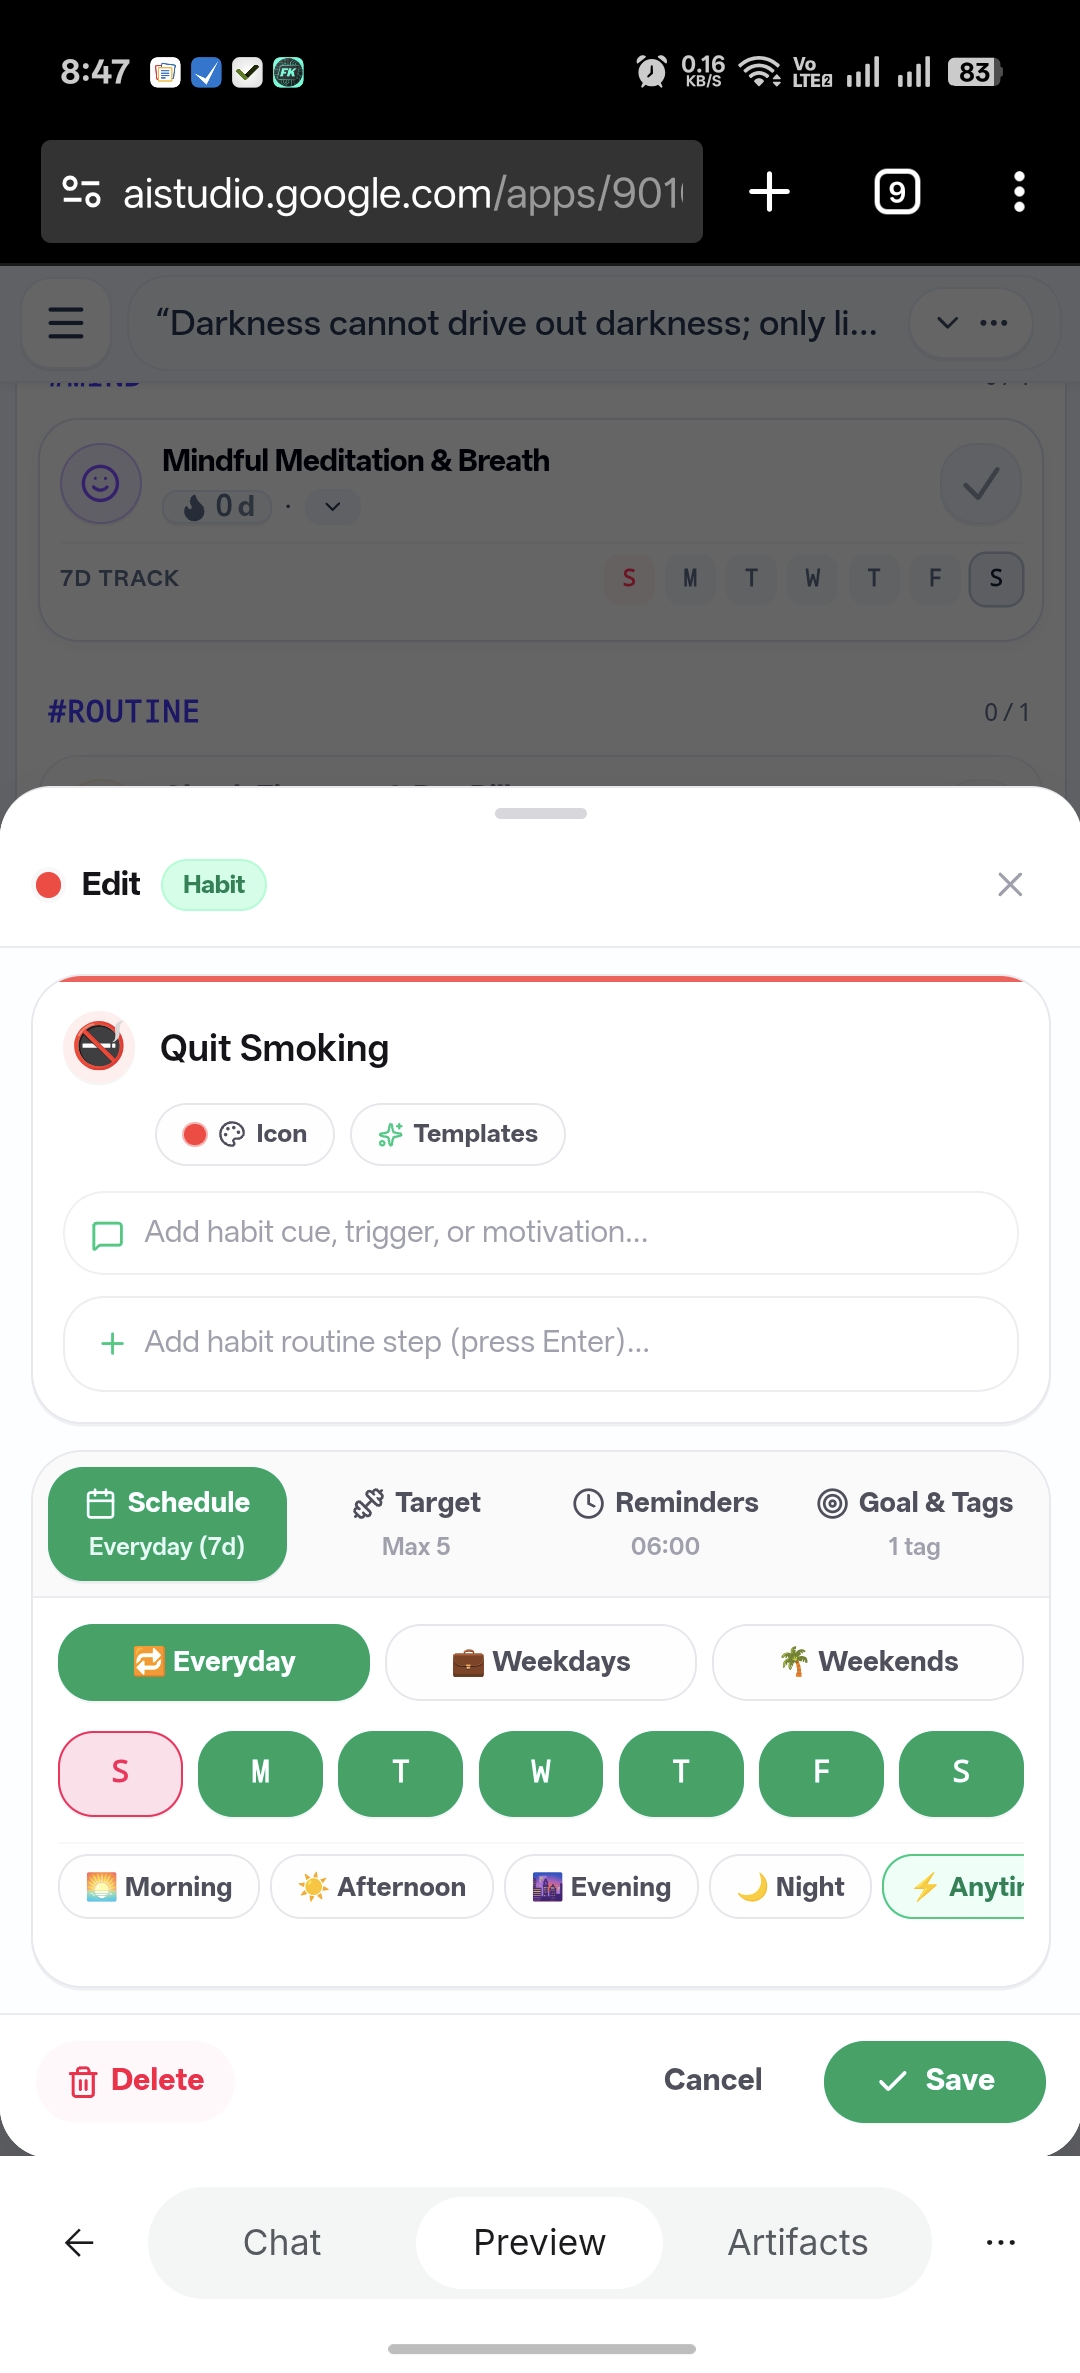 8:47
FK
0.16
KB/S
Vo
LTE2
83
aistudio.google.com/apps/901
9
“Darkness cannot drive out darkness; only li...
#MIND
Mindful Meditation & Breath
0 d ·
7D TRACK
S M T W T F S
#ROUTINE
0 / 1
Edit
Habit
Quit Smoking
Icon
Templates
Add habit cue, trigger, or motivation...
Add habit routine step (press Enter)...
Schedule
Everyday (7d)
Target
Max 5
Reminders
06:00
Goal & Tags
1 tag
Everyday
Weekdays
Weekends
S M T W T F S
Morning
Afternoon
Evening
Night
Anytim
Delete
Cancel
Save
Chat
Preview
Artifacts